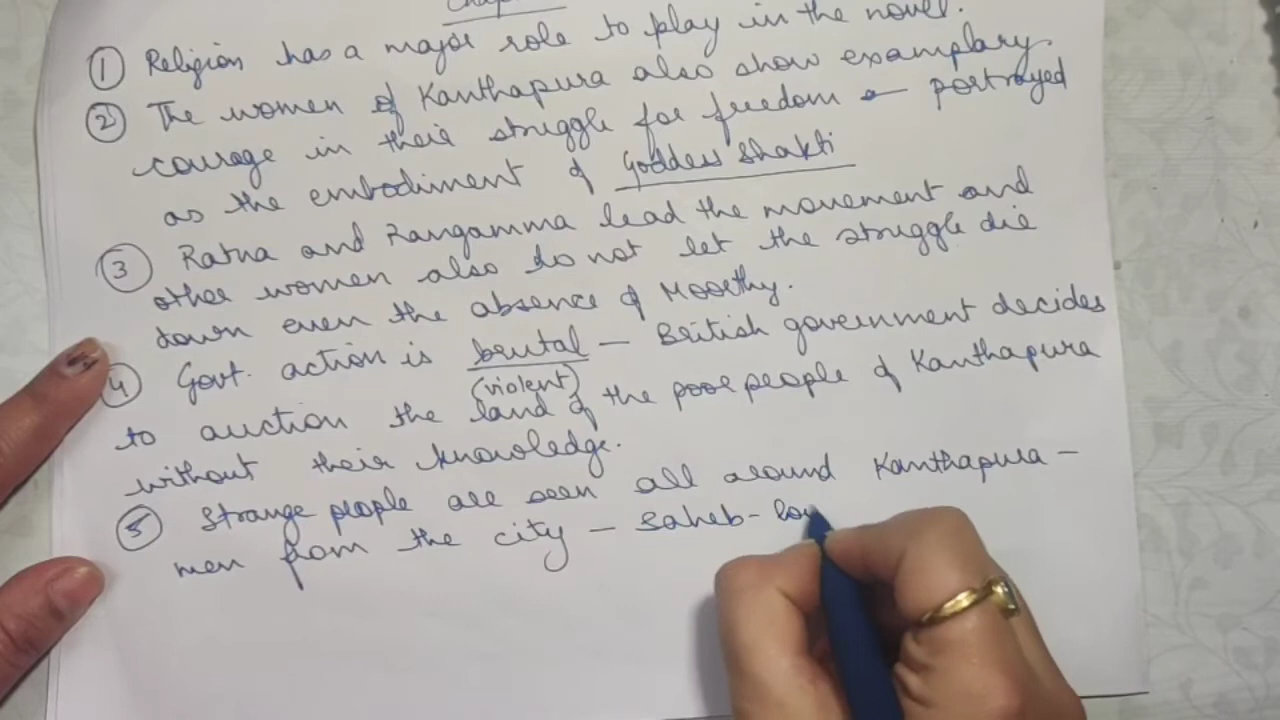 ① Religion has a major role to play in the novel.
② The women of Kanthapura also show examplary
courage in their struggle for freedom – portrayed
as the embodiment of Goddess Shakti
③ Ratna and Rangamma lead the movement and
other women also do not let the struggle die
down even the absence of Moorthy.
④ Govt. action is brutal – British government decides
(violent)
to auction the land of the poor people of Kanthapura
without their knowledge.
⑤ Strange people are seen all around Kanthapura –
men from the city – Saheb-